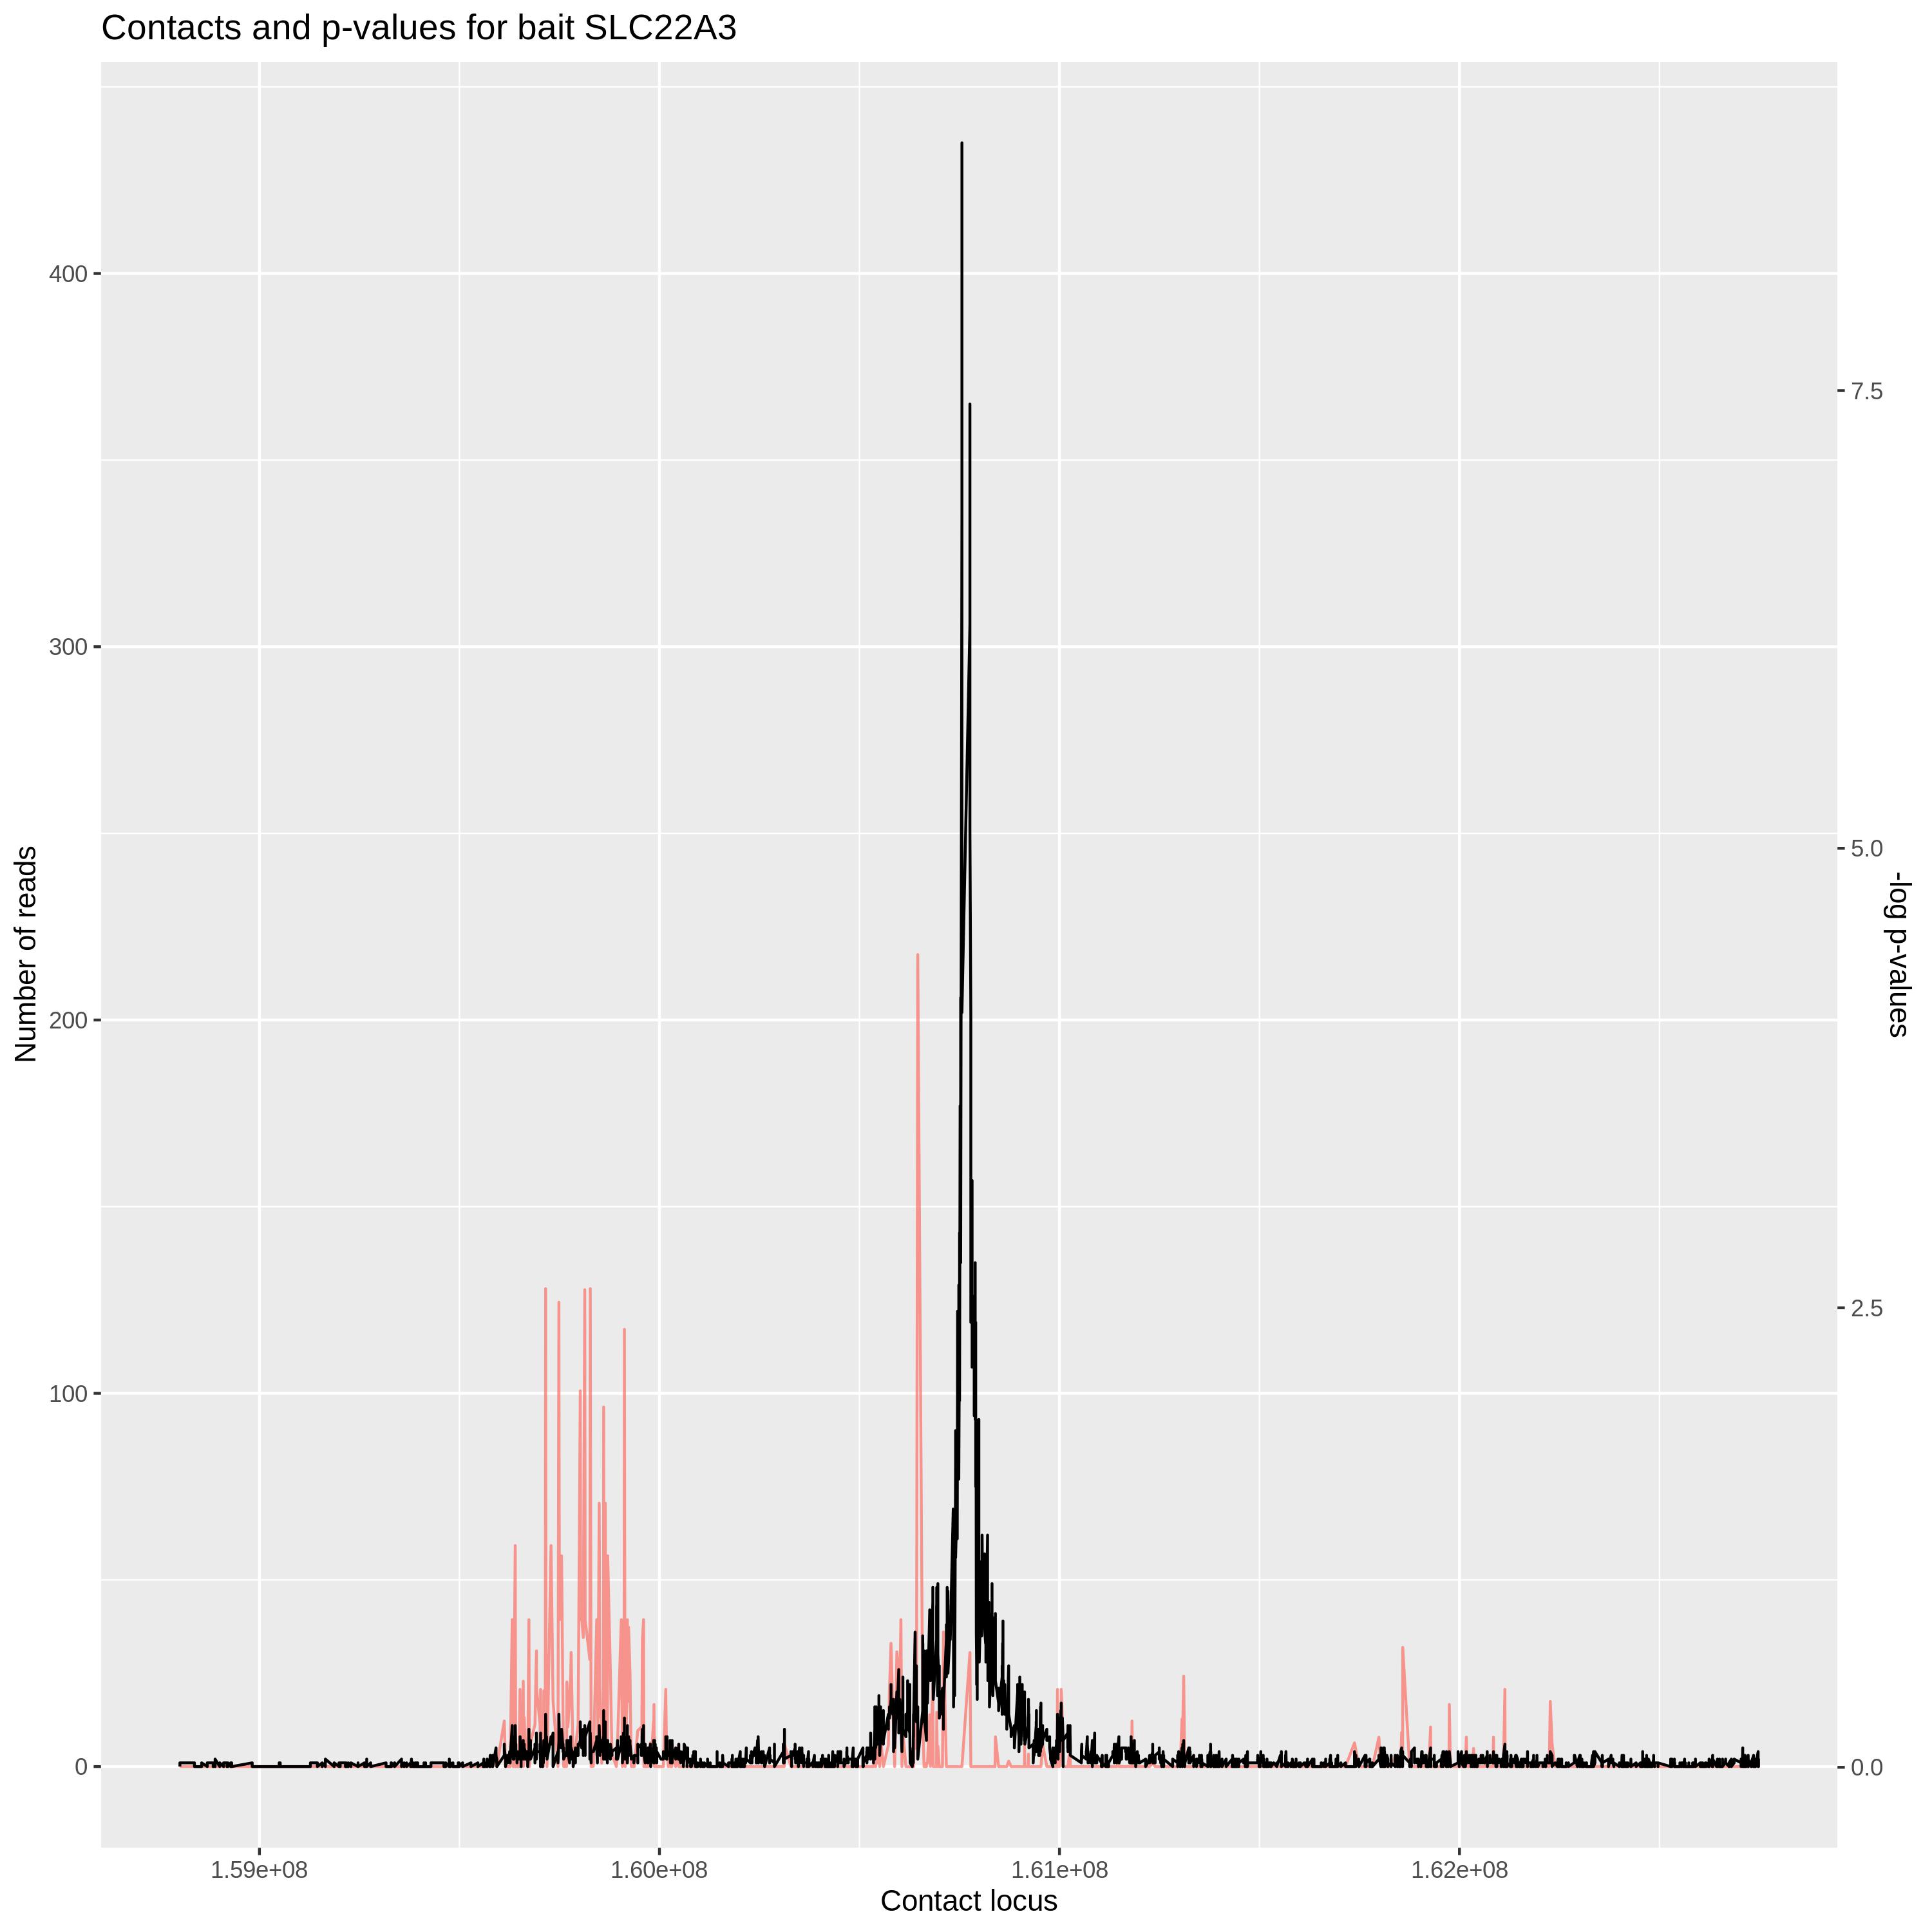 Contacts and p-values for bait SLC22A3
400
300
200
100
0
Number of reads
7.5
5.0
2.5
0.0
-log p-values
1.59e+08
1.60e+08
1.61e+08
1.62e+08
Contact locus